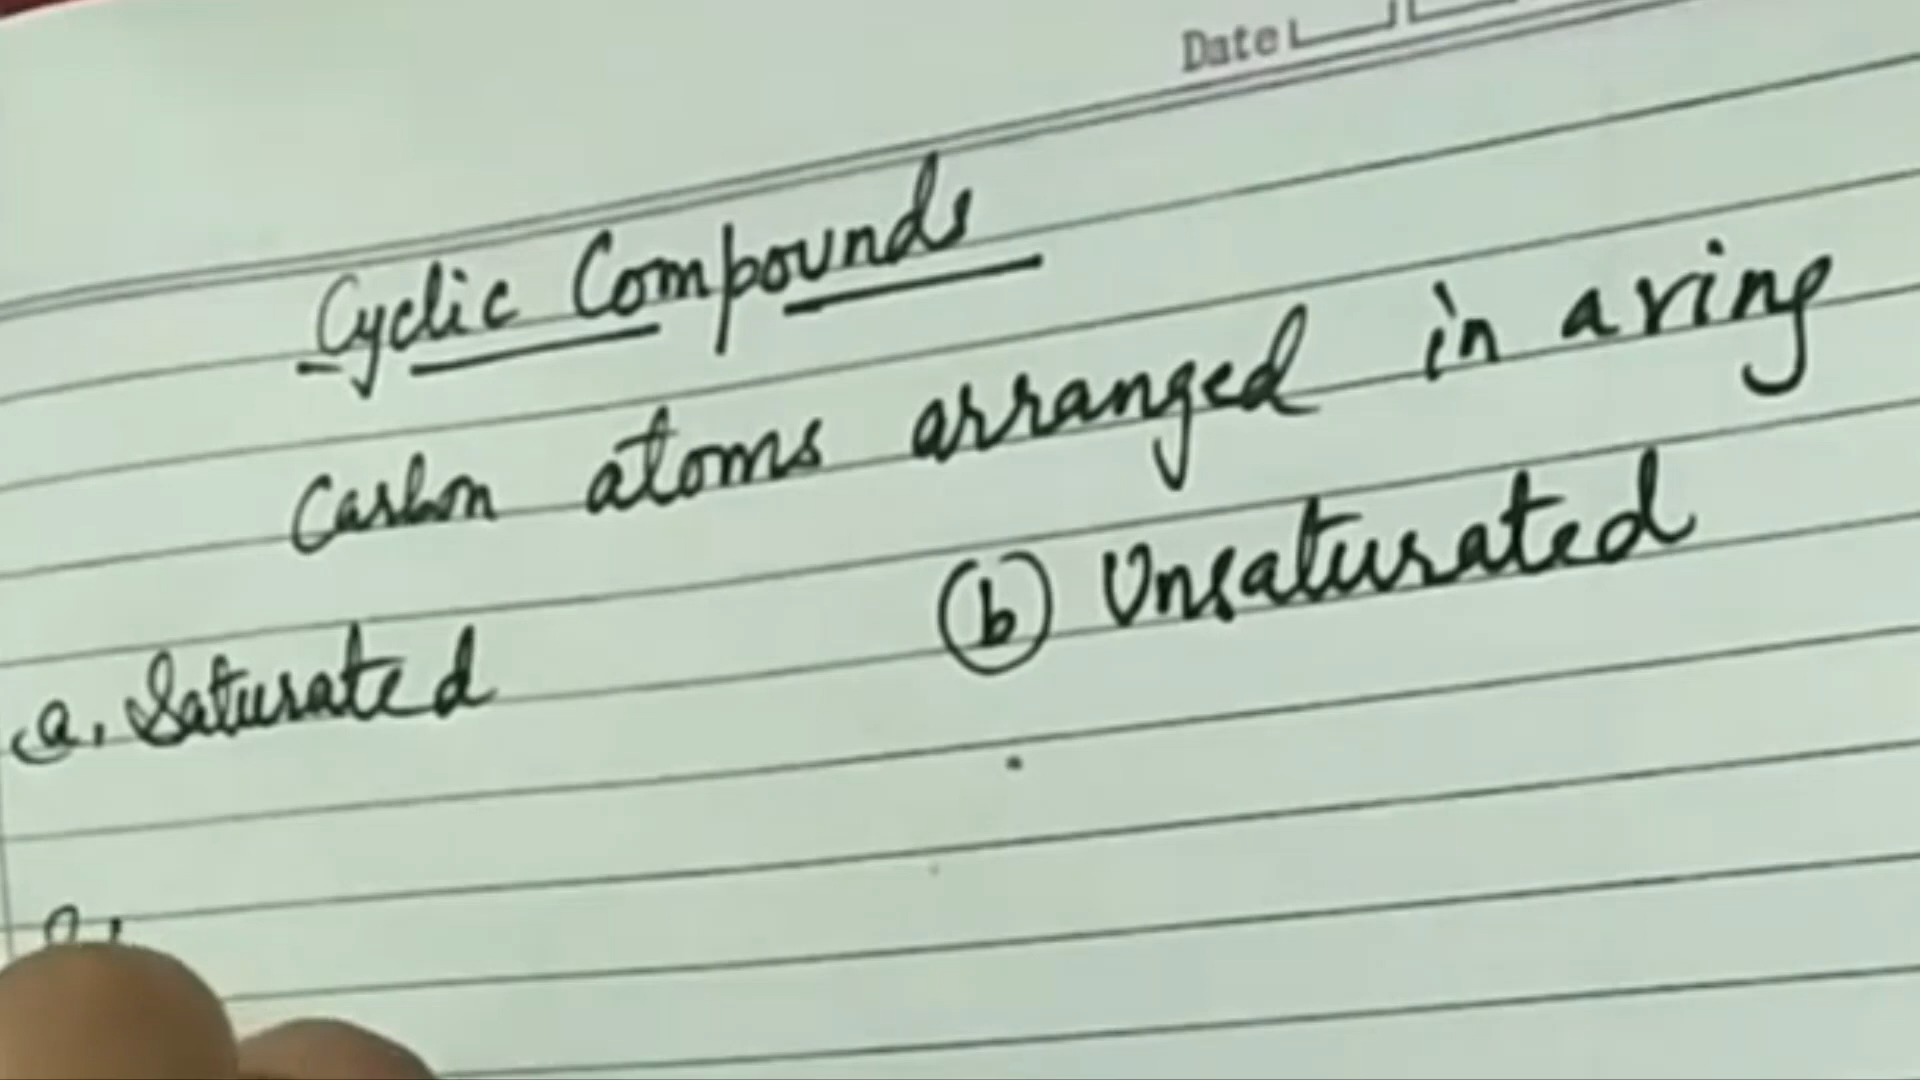 Date
Cyclic Compounds
Carbon atoms arranged in a ring
a. Saturated (b) Unsaturated